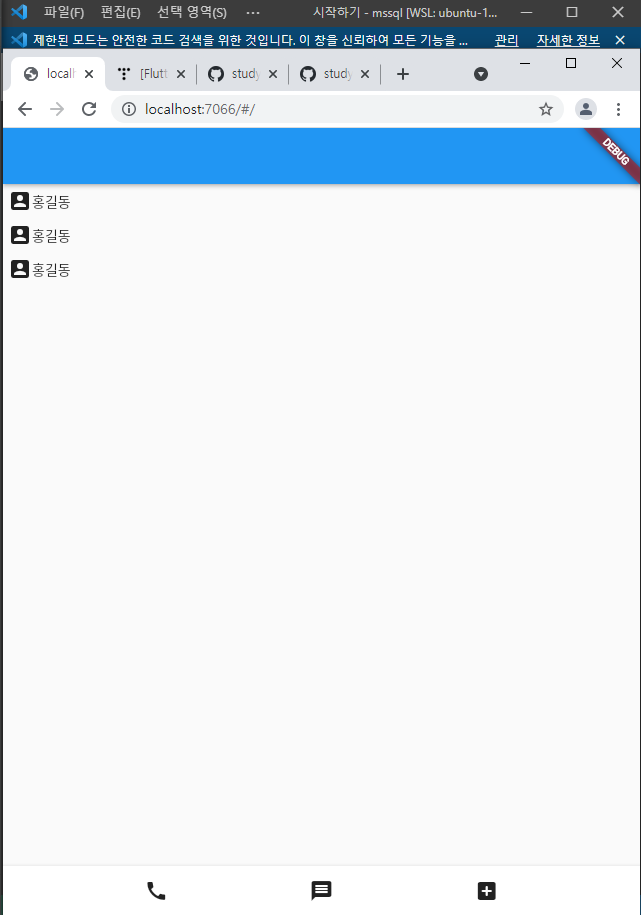 파일(F) 편집(E) 선택 영역(S) ··· 시작하기 - mssql [WSL: ubuntu-1...
제한된 모드는 안전한 코드 검색을 위한 것입니다. 이 창을 신뢰하여 모든 기능을 ... 관리 자세한 정보
locall [Flutt study study
localhost:7066/#/
DEBUG
홍길동
홍길동
홍길동